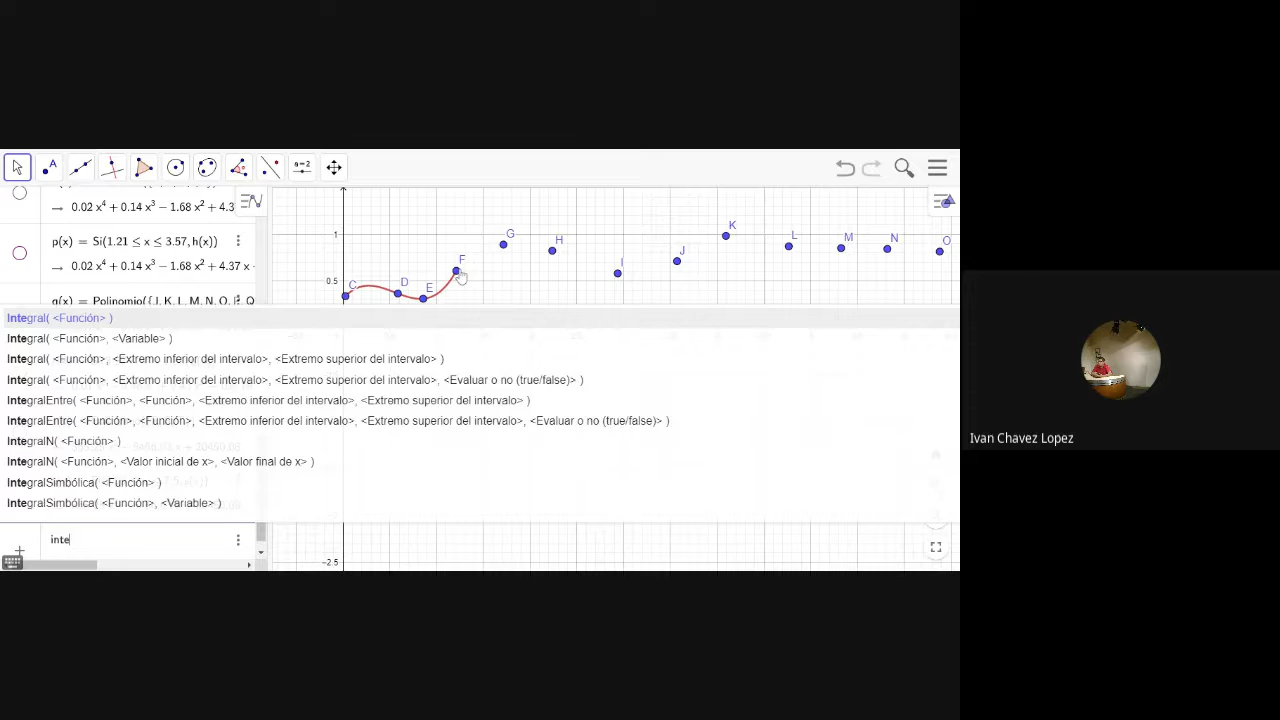 A
a=2
→ 0.02 x⁴ + 0.14 x³ − 1.68 x² + 4.3
p(x) = Si(1.21 ≤ x ≤ 3.57, h(x))
→ 0.02 x⁴ + 0.14 x³ − 1.68 x² + 4.37 x
q(x) = Polinomio({J, K, L, M, N, O,
1
0.5
C
D
E
F
G
H
I
J
K
L
M
N
O
Integral( <Función> )
Integral( <Función>, <Variable> )
Integral( <Función>, <Extremo inferior del intervalo>, <Extremo superior del intervalo> )
Integral( <Función>, <Extremo inferior del intervalo>, <Extremo superior del intervalo>, <Evaluar o no (true/false)> )
IntegralEntre( <Función>, <Función>, <Extremo inferior del intervalo>, <Extremo superior del intervalo> )
IntegralEntre( <Función>, <Función>, <Extremo inferior del intervalo>, <Extremo superior del intervalo>, <Evaluar o no (true/false)> )
IntegralN( <Función> )
IntegralN( <Función>, <Valor inicial de x>, <Valor final de x> )
IntegralSimbólica( <Función> )
IntegralSimbólica( <Función>, <Variable> )
inte
−2.5
Ivan Chavez Lopez